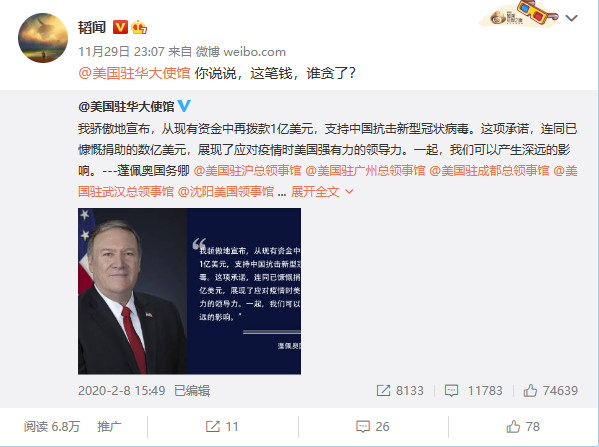 韬闻
11月29日 23:07 来自 微博 weibo.com
@美国驻华大使馆 你说说，这笔钱，谁贪了？
@美国驻华大使馆
我骄傲地宣布，从现有资金中再拨款1亿美元，支持中国抗击新型冠状病毒。这项承诺，连同已
慷慨捐助的数亿美元，展现了应对疫情时美国强有力的领导力。一起，我们可以产生深远的影
响。---蓬佩奥国务卿 @美国驻沪总领事馆 @美国驻广州总领事馆 @美国驻成都总领事馆 @美
国驻武汉总领事馆 @沈阳美国领事馆 ... 展开全文
“
我骄傲地宣布，从现有资金中再
1亿美元，支持中国抗击新型冠
毒。这项承诺，连同已慷慨捐
亿美元，展现了应对疫情时美
力的领导力。一起，我们可以
远的影响。”
蓬佩奥国
2020-2-8 15:49 已编辑
8133
11783
74639
阅读 6.8万 推广
11
26
78